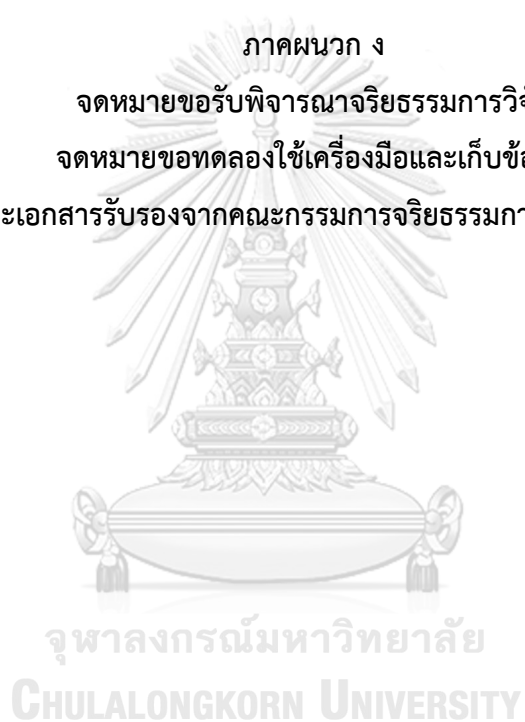 ภาคผนวก ง
จดหมายขอรับพิจารณาจริยธรรมการวิจ
จดหมายขอทดลองใช้เครื่องมือและเก็บข้
ะเอกสารรับรองจากคณะกรรมการจริยธรรมกา
จุฬาลงกรณ์มหาวิทยาลัย
CHULALONGKORN UNIVERSITY